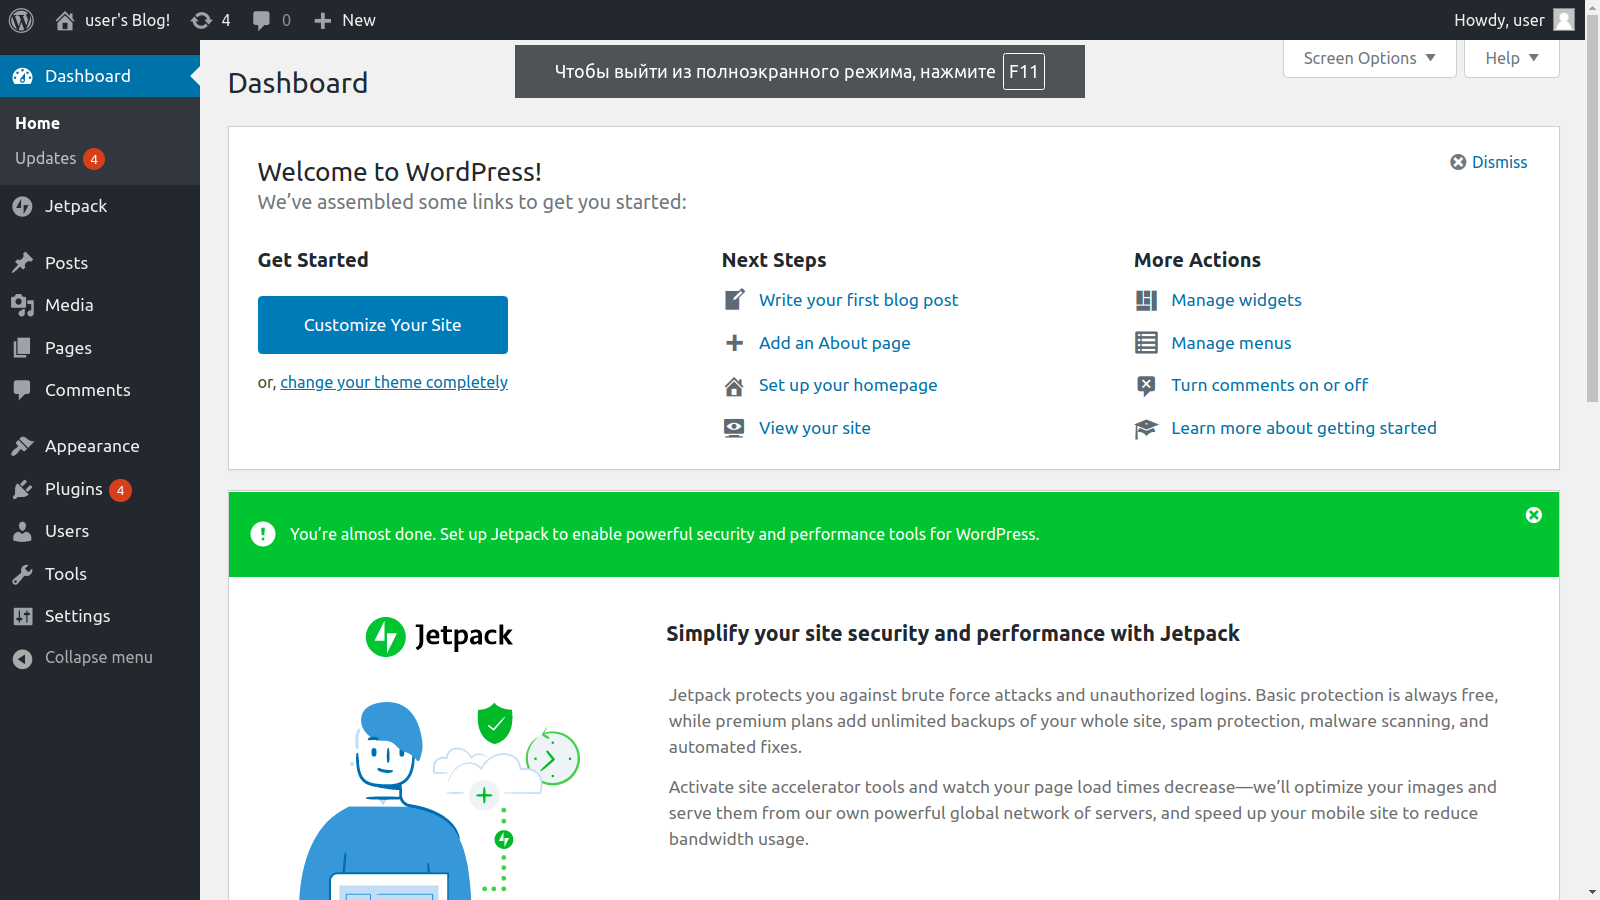 user's Blog!
4
0
New
Howdy, user
Dashboard
Home
Updates 4
Jetpack
Posts
Media
Pages
Comments
Appearance
Plugins 4
Users
Tools
Settings
Collapse menu
Dashboard
Чтобы выйти из полноэкранного режима, нажмите F11
Screen Options
Help
Welcome to WordPress!
We’ve assembled some links to get you started:
Dismiss
Get Started
Customize Your Site
or, change your theme completely
Next Steps
Write your first blog post
Add an About page
Set up your homepage
View your site
More Actions
Manage widgets
Manage menus
Turn comments on or off
Learn more about getting started
You’re almost done. Set up Jetpack to enable powerful security and performance tools for WordPress.
Jetpack
Simplify your site security and performance with Jetpack
Jetpack protects you against brute force attacks and unauthorized logins. Basic protection is always free,
while premium plans add unlimited backups of your whole site, spam protection, malware scanning, and
automated fixes.
Activate site accelerator tools and watch your page load times decrease—we’ll optimize your images and
serve them from our own powerful global network of servers, and speed up your mobile site to reduce
bandwidth usage.